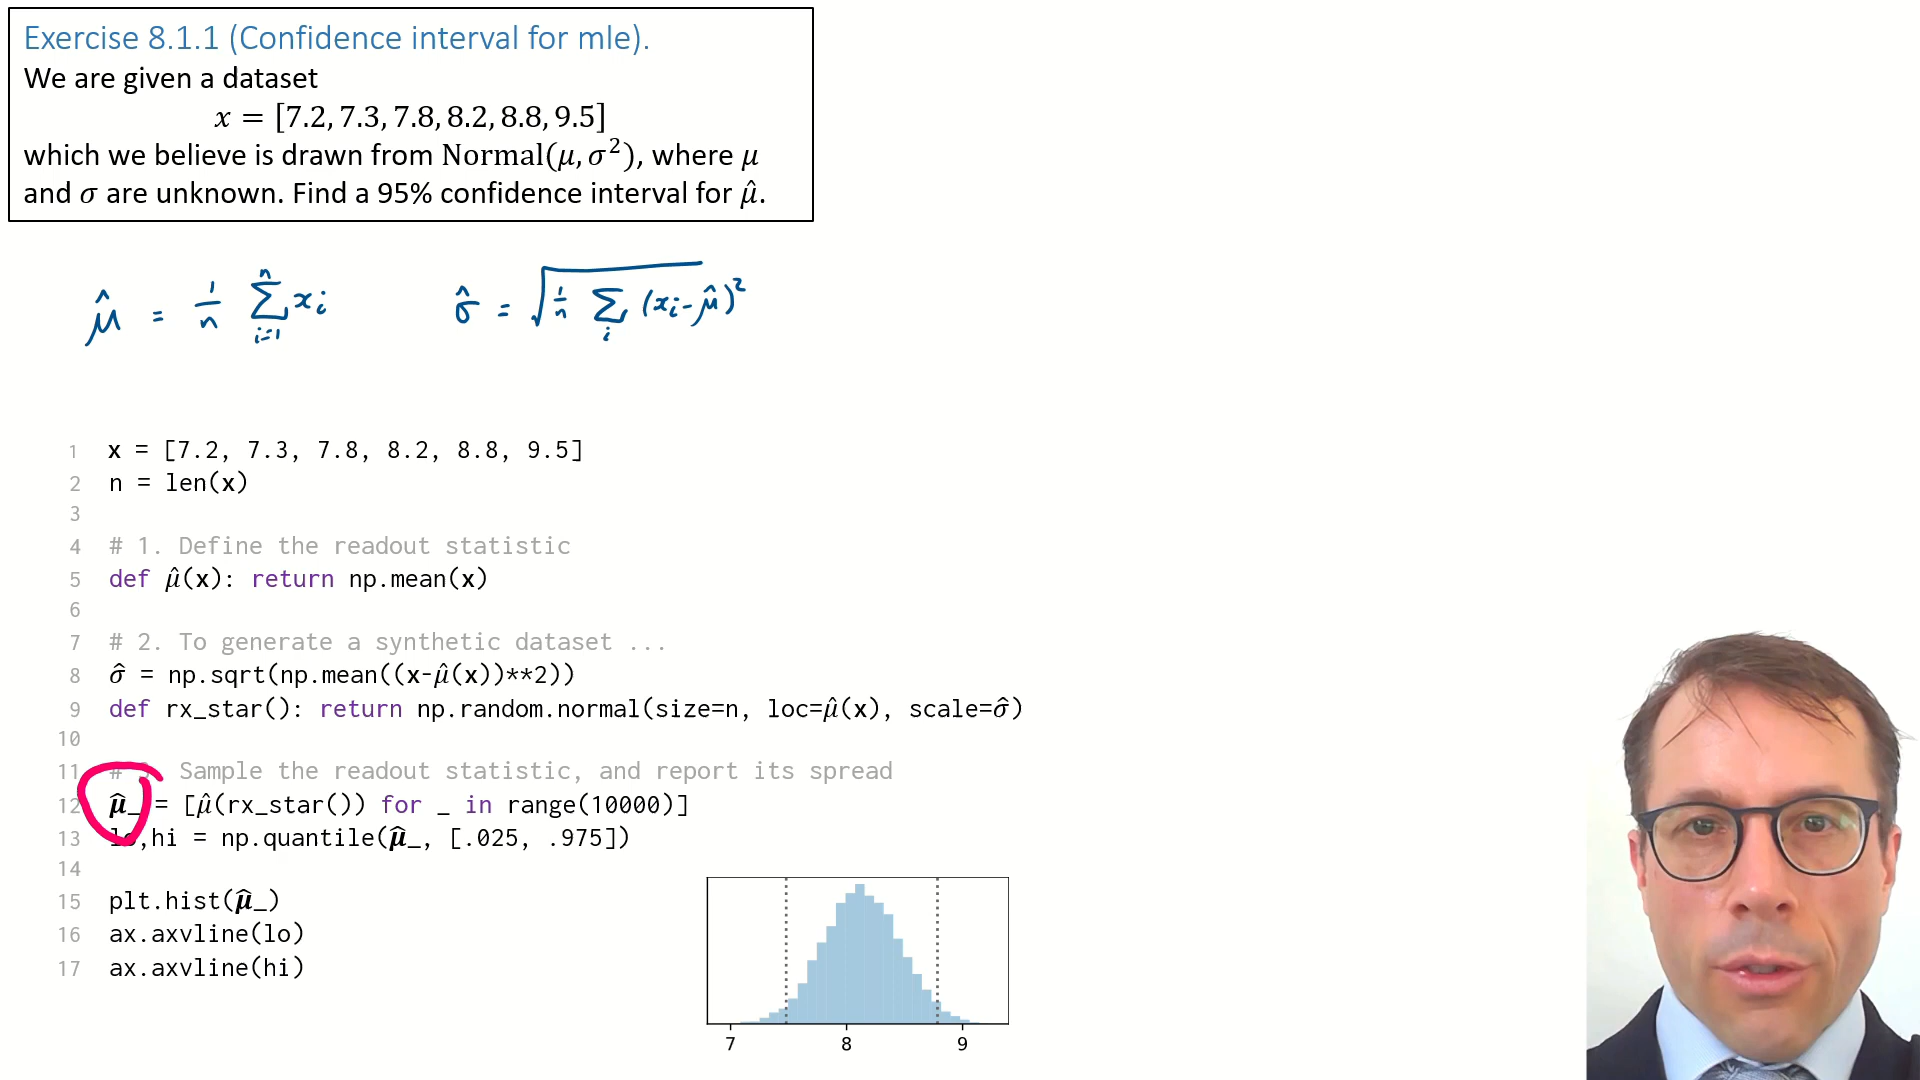 Exercise 8.1.1 (Confidence interval for mle).
We are given a dataset
x = [7.2, 7.3, 7.8, 8.2, 8.8, 9.5]
which we believe is drawn from Normal(μ, σ²), where μ
and σ are unknown. Find a 95% confidence interval for μ̂.
μ̂ = 1/n Σ_{i=1}^{n} xi    σ̂ = √(1/n Σ_i (xi-μ̂)²)
1 x = [7.2, 7.3, 7.8, 8.2, 8.8, 9.5]
2 n = len(x)
3
4 # 1. Define the readout statistic
5 def μ̂(x): return np.mean(x)
6
7 # 2. To generate a synthetic dataset ...
8 σ̂ = np.sqrt(np.mean((x-μ̂(x))**2))
9 def rx_star(): return np.random.normal(size=n, loc=μ̂(x), scale=σ̂)
10
11 # 3. Sample the readout statistic, and report its spread
12 μ̂_ = [μ̂(rx_star()) for _ in range(10000)]
13 lo,hi = np.quantile(μ̂_, [.025, .975])
14
15 plt.hist(μ̂_)
16 ax.axvline(lo)
17 ax.axvline(hi)
7 8 9